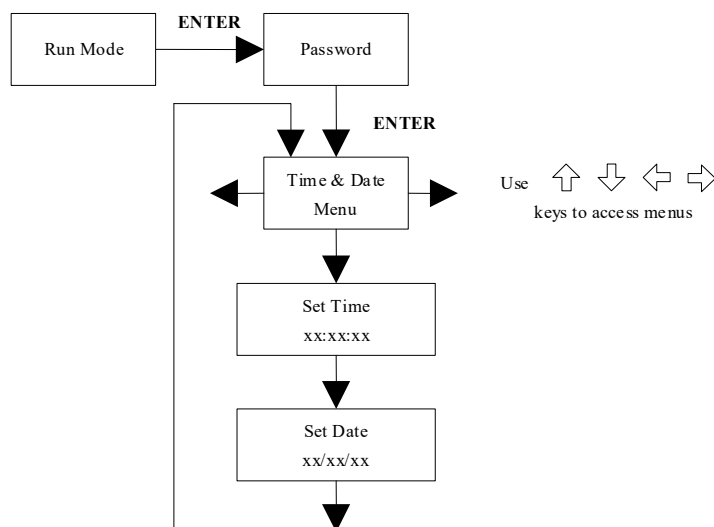 ENTER
Run Mode
Password
ENTER
Time & Date
Menu
Use
keys to access menus
Set Time
xx:xx:xx
Set Date
xx/xx/xx